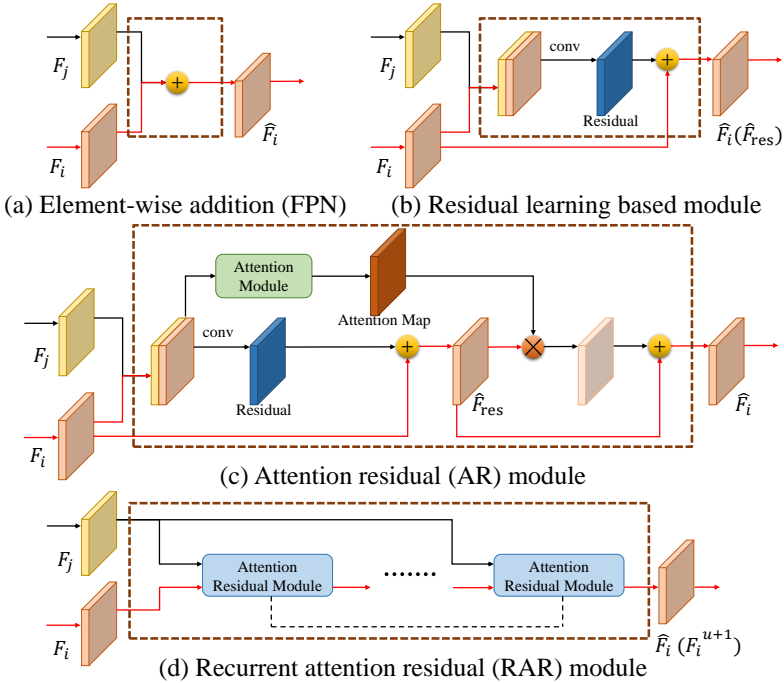 F_j
F_i
+
F̂_i
(a) Element-wise addition (FPN)
F_j
F_i
conv
Residual
+
F̂_i(F̂_res)
(b) Residual learning based module
F_j
F_i
Attention
Module
Attention Map
conv
Residual
+
F̂_res
×
+
F̂_i
(c) Attention residual (AR) module
F_j
F_i
Attention
Residual Module
.......
Attention
Residual Module
F̂_i (F_i^{u+1})
(d) Recurrent attention residual (RAR) module